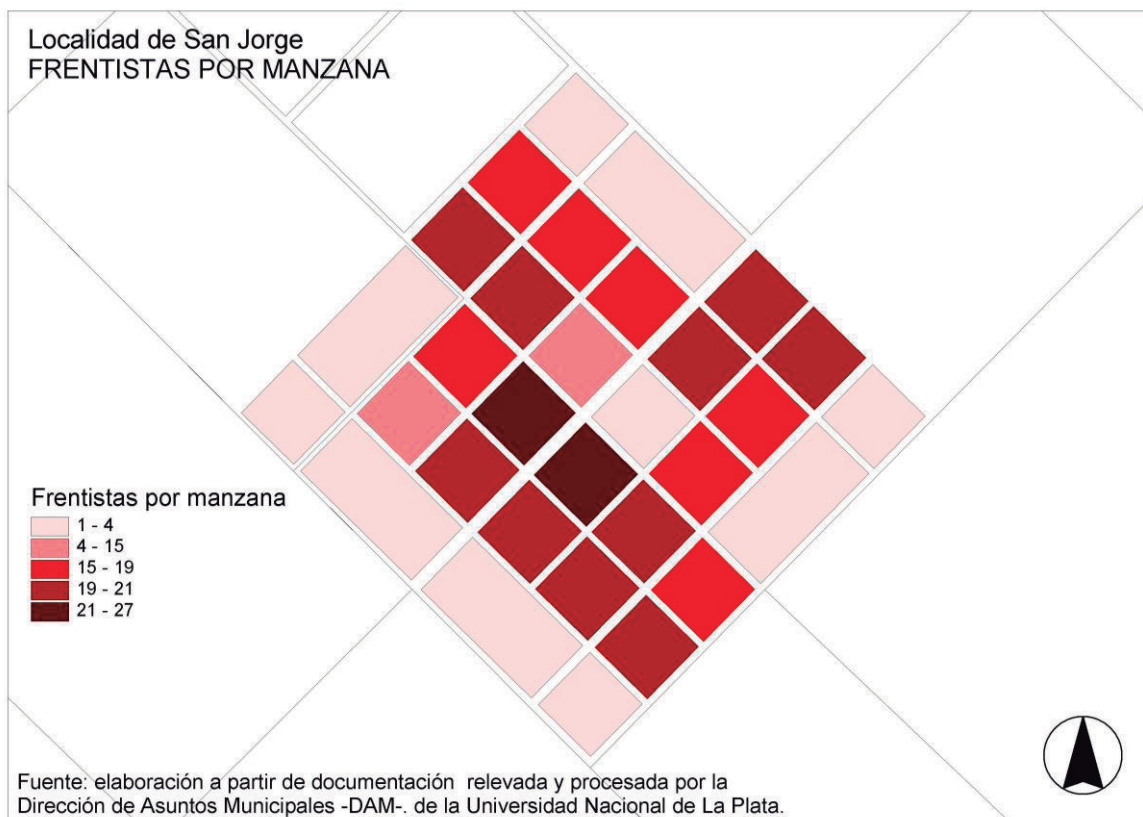 Localidad de San Jorge
FRENTISTAS POR MANZANA
Frentistas por manzana
1 - 4
4 - 15
15 - 19
19 - 21
21 - 27
Fuente: elaboración a partir de documentación relevada y procesada por la
Dirección de Asuntos Municipales -DAM-. de la Universidad Nacional de La Plata.